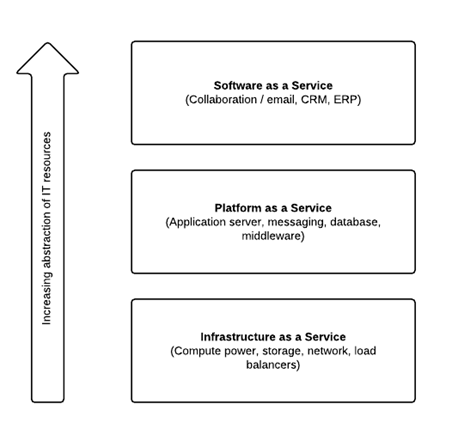 Software as a Service
(Collaboration / email, CRM, ERP)
Increasing abstraction of IT resources
Platform as a Service
(Application server, messaging, database,
middleware)
Infrastructure as a Service
(Compute power, storage, network, load
balancers)